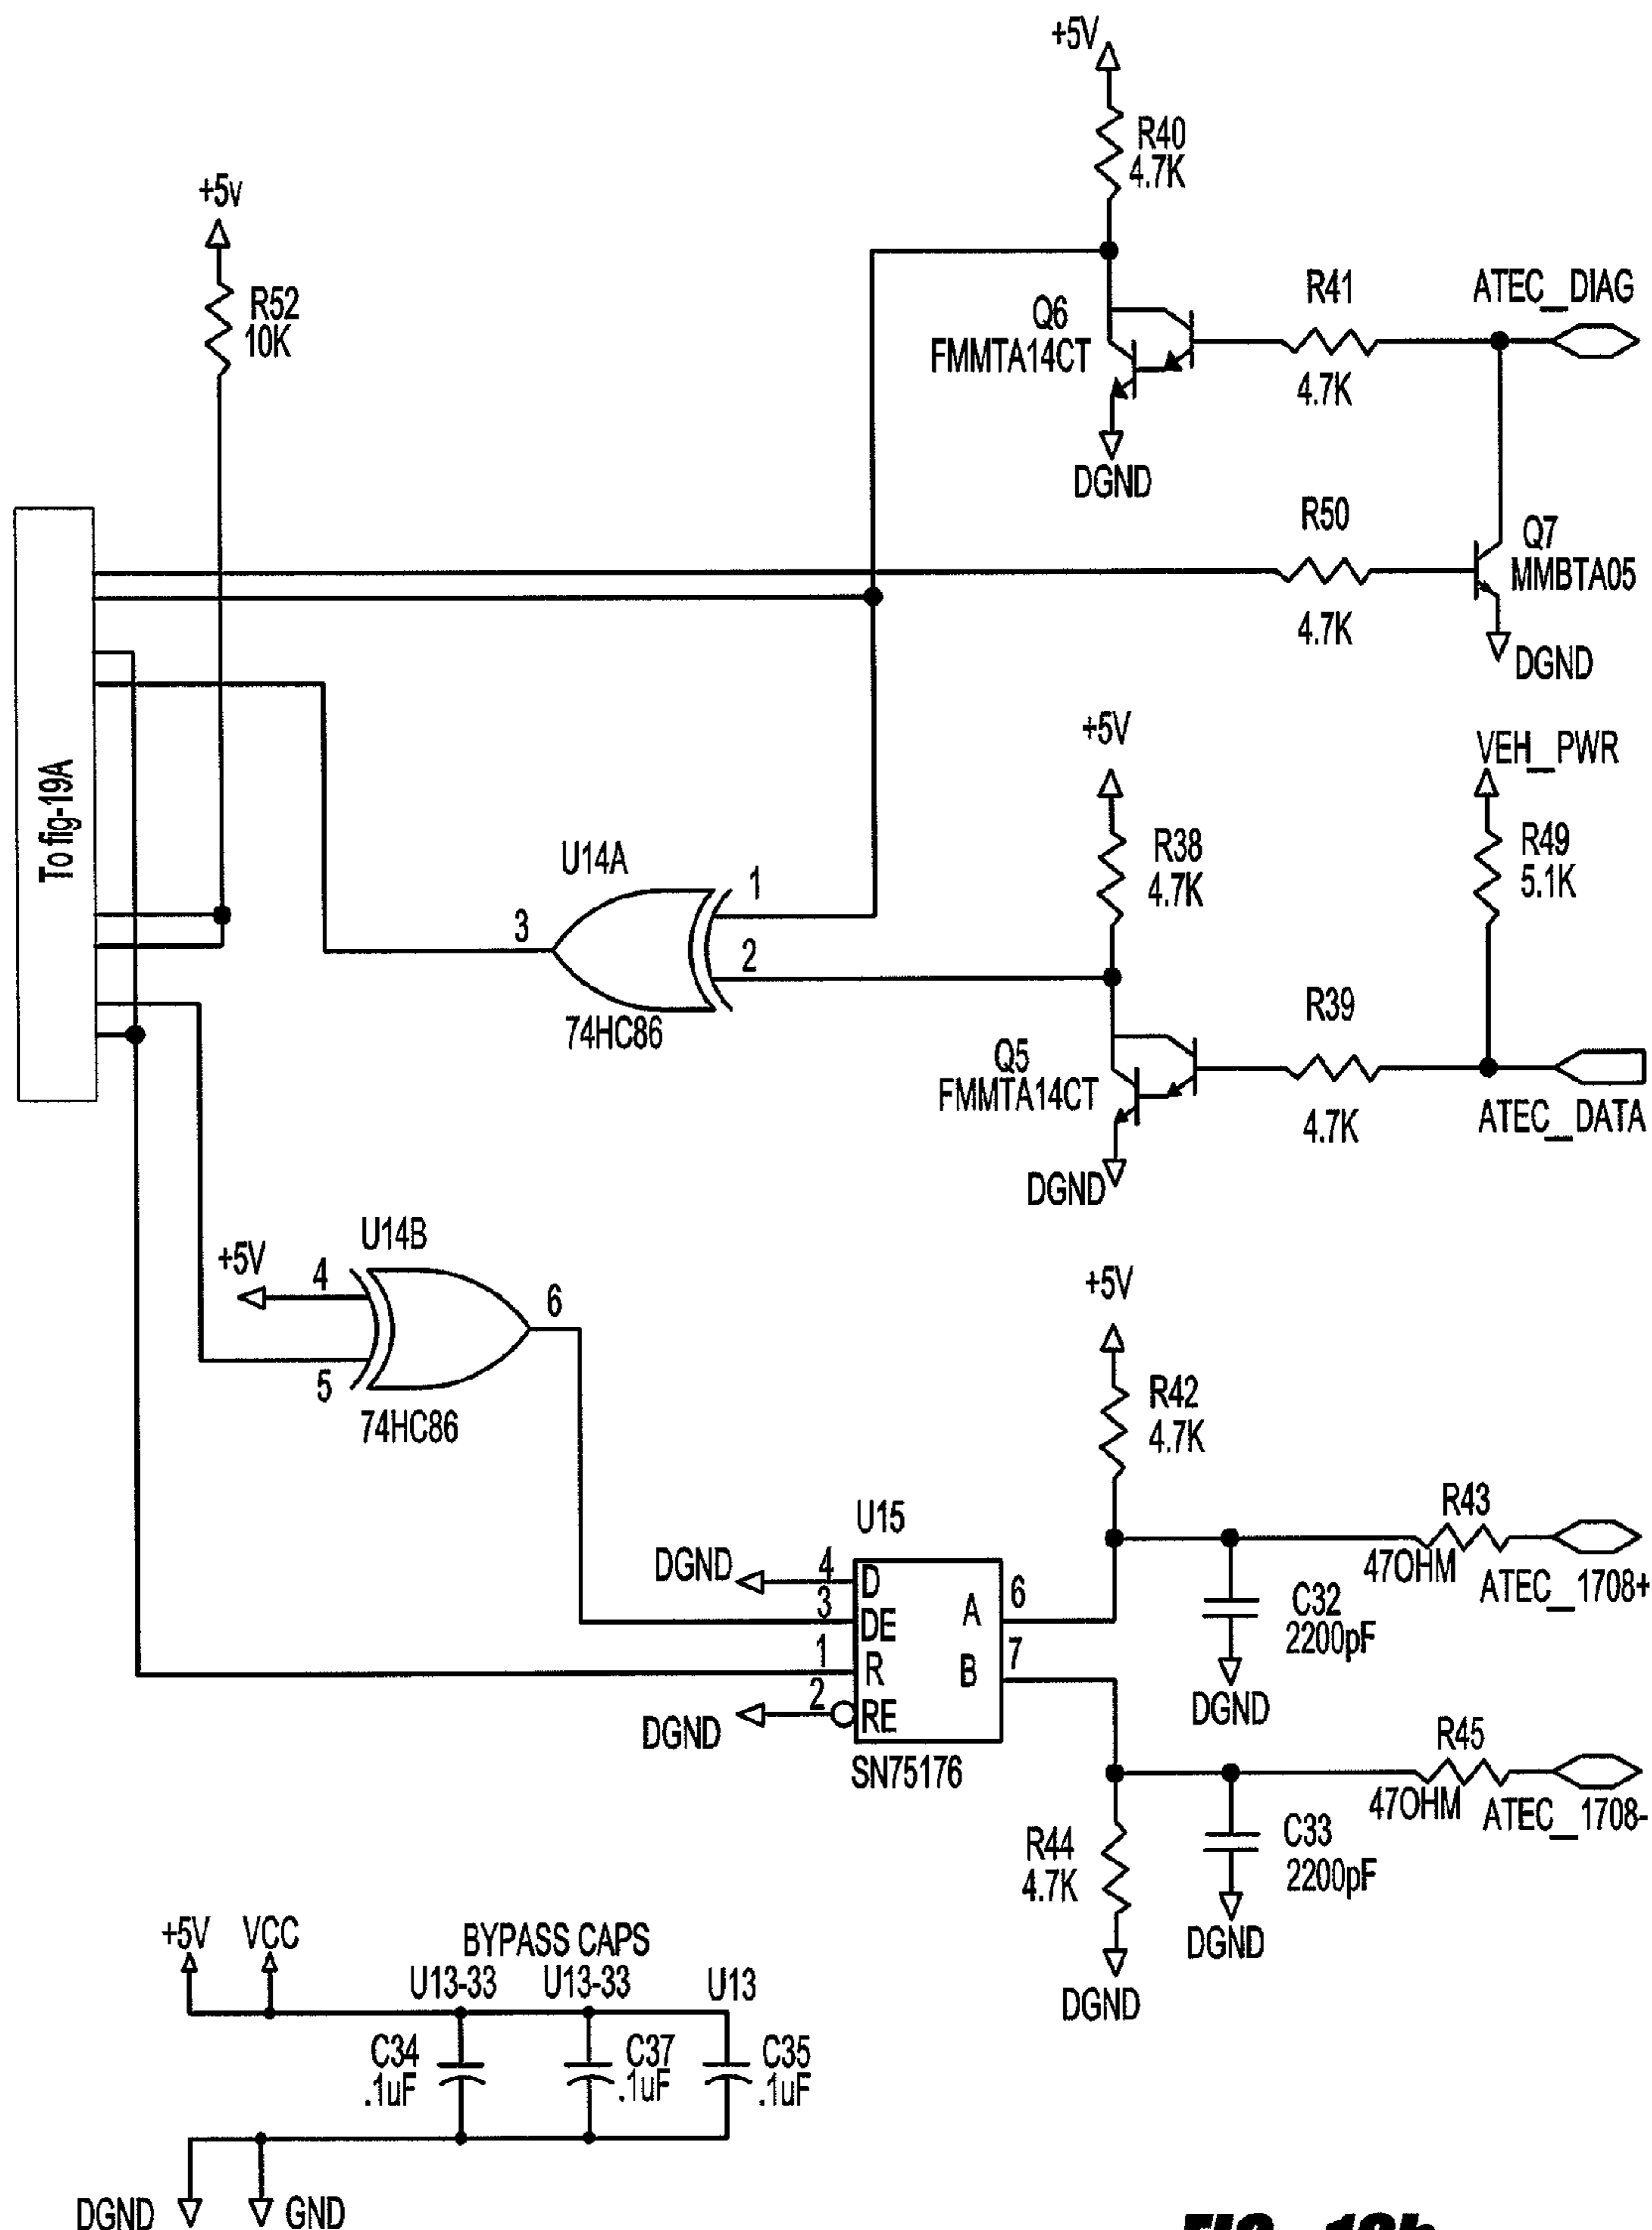 +5V
R40
4.7K
+5v
R52
10K
R41
ATEC_DIAG
Q6
FMMTA14CT
4.7K
DGND
R50
Q7
MMBTA05
4.7K
DGND
To fig-19A
+5V
VEH_PWR
U14A
R38
4.7K
R49
5.1K
1
3
2
74HC86
R39
Q5
FMMTA14CT
4.7K
ATEC_DATA
DGND
U14B
+5V
4
6
5
74HC86
+5V
R42
4.7K
U15
R43
DGND
4
D
47OHM
ATEC_1708+
3
DE
A
6
C32
2200pF
1
R
B
7
2
RE
DGND
DGND
SN75176
R45
47OHM
ATEC_1708-
R44
4.7K
C33
2200pF
DGND
DGND
+5V
VCC
BYPASS CAPS
U13-33
U13-33
U13
C34
.1uF
C37
.1uF
C35
.1uF
DGND
GND